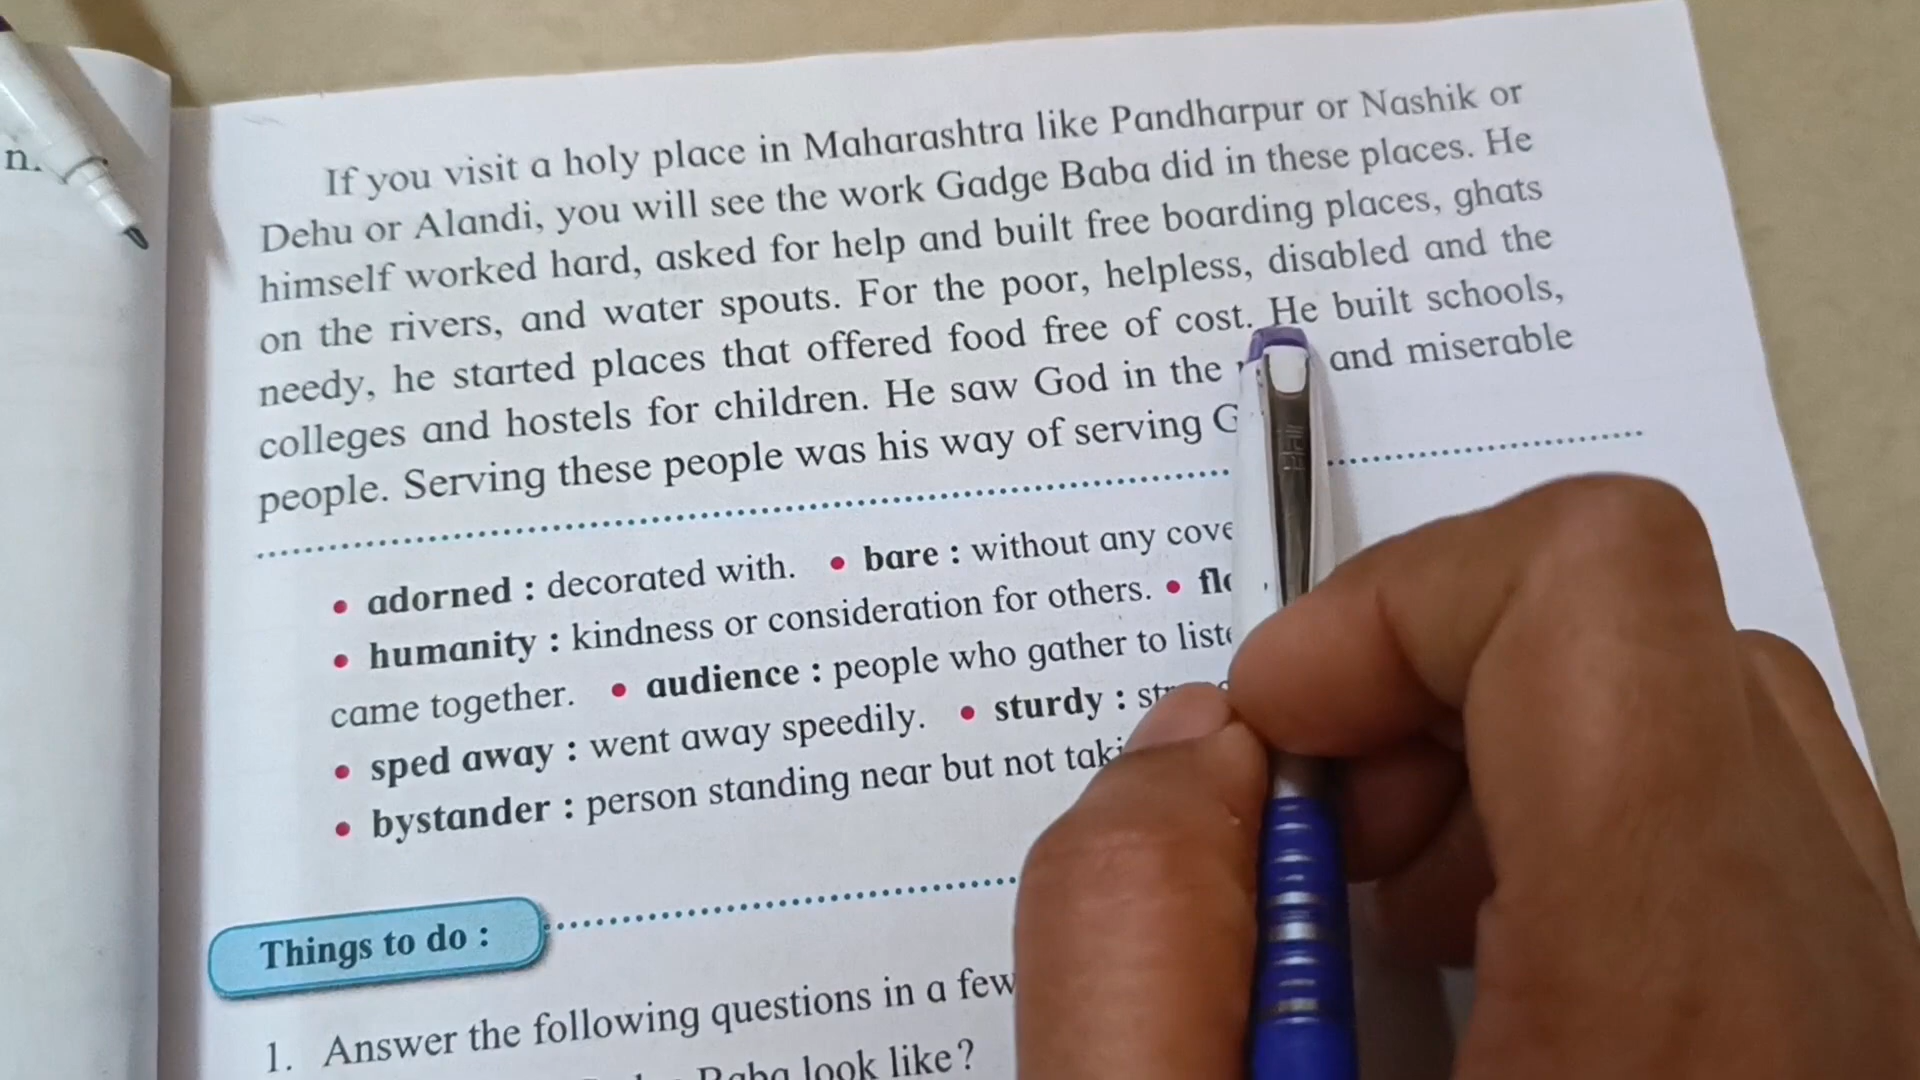 n.
If you visit a holy place in Maharashtra like Pandharpur or Nashik or
Dehu or Alandi, you will see the work Gadge Baba did in these places. He
himself worked hard, asked for help and built free boarding places, ghats
on the rivers, and water spouts. For the poor, helpless, disabled and the
needy, he started places that offered food free of cost. He built schools,
colleges and hostels for children. He saw God in the and miserable
people. Serving these people was his way of serving
• adorned : decorated with. • bare : without any
• humanity : kindness or consideration for others. •
came together. • audience : people who gather to
• sped away : went away speedily. • sturdy :
• bystander : person standing near but not
Things to do :
1. Answer the following questions in a few
Baba look like?